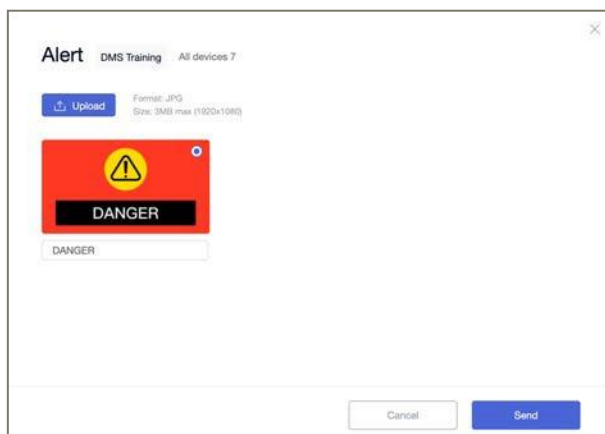 Alert DMS Training All devices 7
Upload
Format: JPG
Size: 3MB max (1920x1080)
DANGER
DANGER
Cancel Send